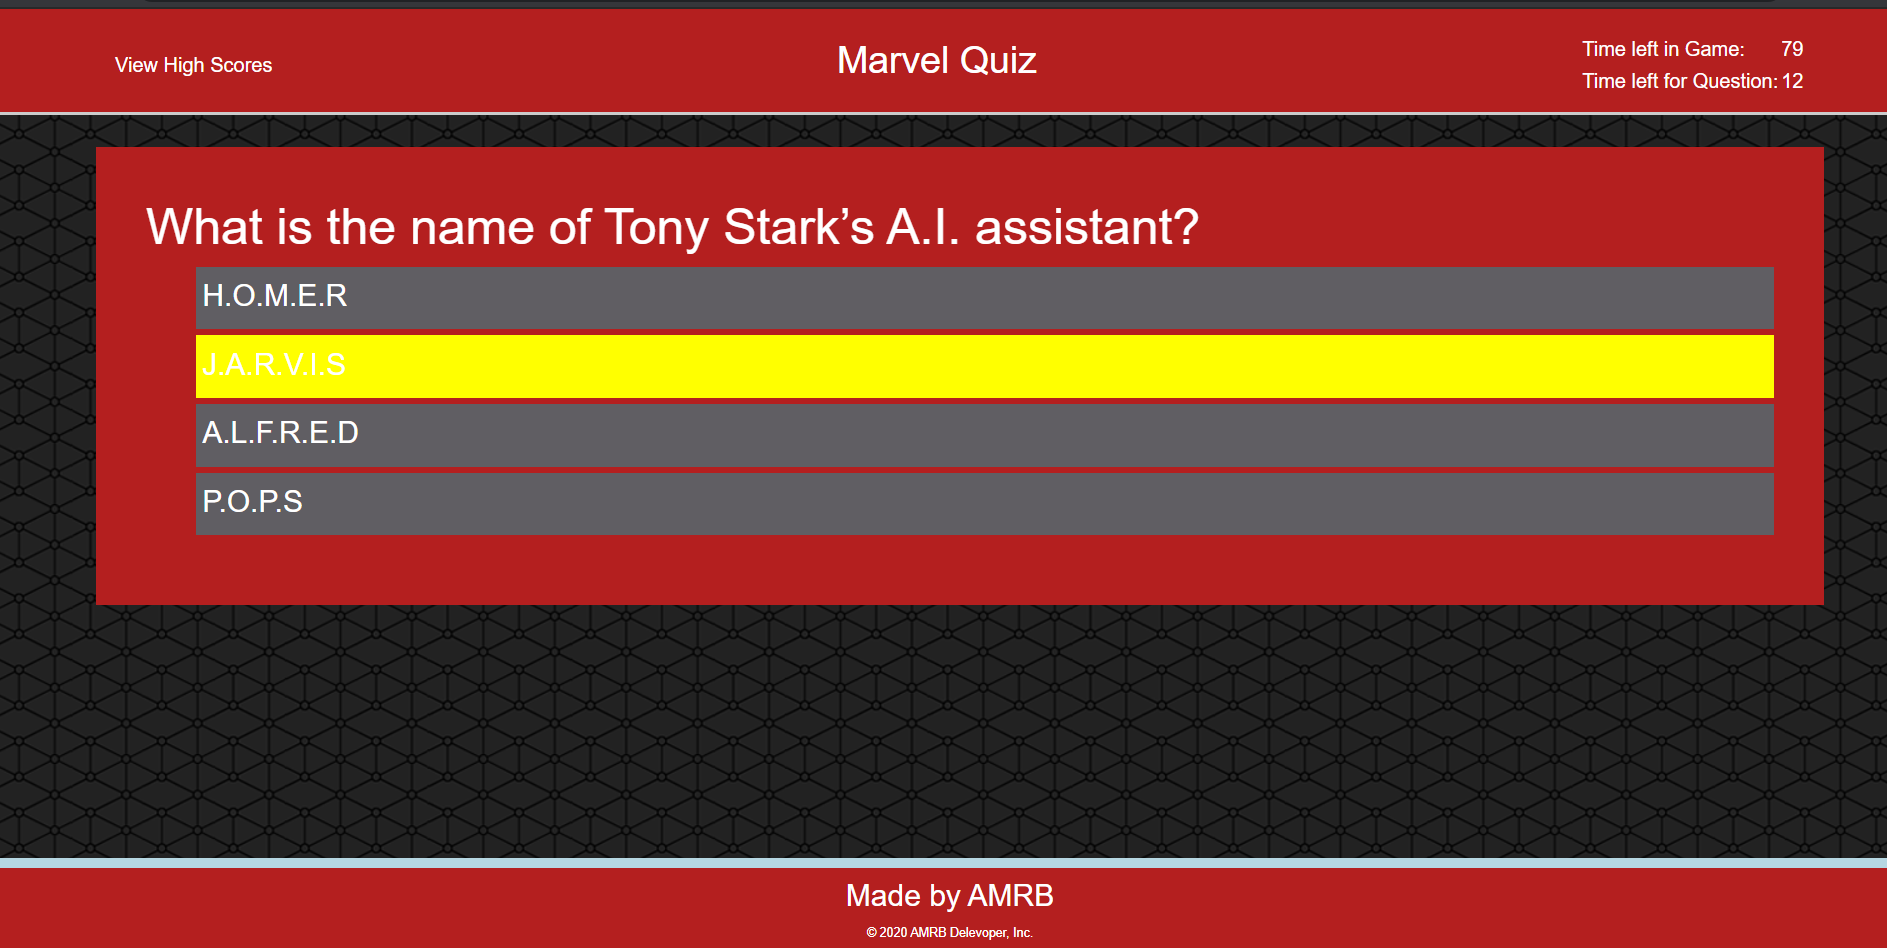 View High Scores
Marvel Quiz
Time left in Game: 79
Time left for Question: 12
What is the name of Tony Stark’s A.I. assistant?
H.O.M.E.R
J.A.R.V.I.S
A.L.F.R.E.D
P.O.P.S
Made by AMRB
© 2020 AMRB Delevoper, Inc.